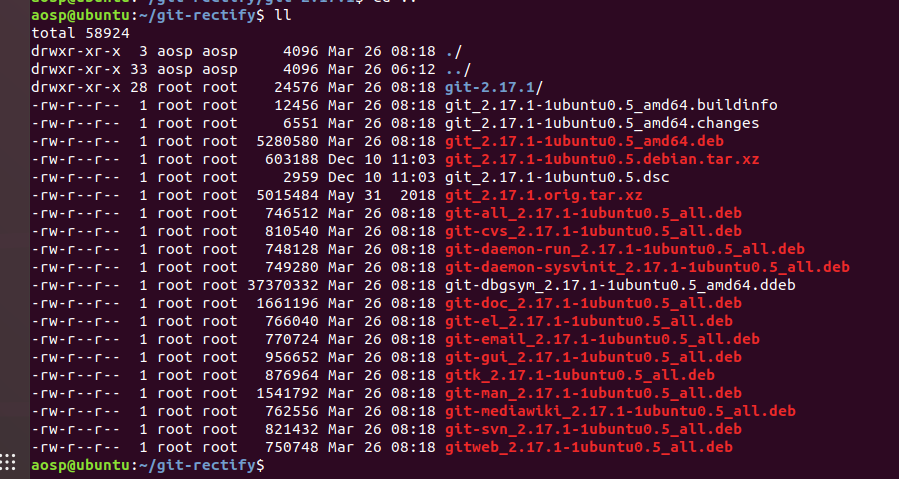 aosp@ubuntu:~/git-rectify$ ll
total 58924
drwxr-xr-x  3 aosp aosp     4096 Mar 26 08:18 ./
drwxr-xr-x 33 aosp aosp     4096 Mar 26 06:12 ../
drwxr-xr-x 28 root root    24576 Mar 26 08:18 git-2.17.1/
-rw-r--r--  1 root root    12456 Mar 26 08:18 git_2.17.1-1ubuntu0.5_amd64.buildinfo
-rw-r--r--  1 root root     6551 Mar 26 08:18 git_2.17.1-1ubuntu0.5_amd64.changes
-rw-r--r--  1 root root  5280580 Mar 26 08:18 git_2.17.1-1ubuntu0.5_amd64.deb
-rw-r--r--  1 root root   603188 Dec 10 11:03 git_2.17.1-1ubuntu0.5.debian.tar.xz
-rw-r--r--  1 root root     2959 Dec 10 11:03 git_2.17.1-1ubuntu0.5.dsc
-rw-r--r--  1 root root  5015484 May 31  2018 git_2.17.1.orig.tar.xz
-rw-r--r--  1 root root   746512 Mar 26 08:18 git-all_2.17.1-1ubuntu0.5_all.deb
-rw-r--r--  1 root root   810540 Mar 26 08:18 git-cvs_2.17.1-1ubuntu0.5_all.deb
-rw-r--r--  1 root root   748128 Mar 26 08:18 git-daemon-run_2.17.1-1ubuntu0.5_all.deb
-rw-r--r--  1 root root   749280 Mar 26 08:18 git-daemon-sysvinit_2.17.1-1ubuntu0.5_all.deb
-rw-r--r--  1 root root 37370332 Mar 26 08:18 git-dbgsym_2.17.1-1ubuntu0.5_amd64.ddeb
-rw-r--r--  1 root root  1661196 Mar 26 08:18 git-doc_2.17.1-1ubuntu0.5_all.deb
-rw-r--r--  1 root root   766040 Mar 26 08:18 git-el_2.17.1-1ubuntu0.5_all.deb
-rw-r--r--  1 root root   770724 Mar 26 08:18 git-email_2.17.1-1ubuntu0.5_all.deb
-rw-r--r--  1 root root   956652 Mar 26 08:18 git-gui_2.17.1-1ubuntu0.5_all.deb
-rw-r--r--  1 root root   876964 Mar 26 08:18 gitk_2.17.1-1ubuntu0.5_all.deb
-rw-r--r--  1 root root  1541792 Mar 26 08:18 git-man_2.17.1-1ubuntu0.5_all.deb
-rw-r--r--  1 root root   762556 Mar 26 08:18 git-mediawiki_2.17.1-1ubuntu0.5_all.deb
-rw-r--r--  1 root root   821432 Mar 26 08:18 git-svn_2.17.1-1ubuntu0.5_all.deb
-rw-r--r--  1 root root   750748 Mar 26 08:18 gitweb_2.17.1-1ubuntu0.5_all.deb
aosp@ubuntu:~/git-rectify$